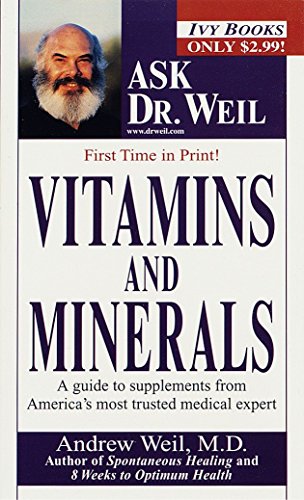 IVY BOOKS
ONLY $2.99!
ASK
DR. WEIL
www.drweil.com
First Time in Print!
VITAMINS
AND
MINERALS
A guide to supplements from
America's most trusted medical expert
Andrew Weil, M.D.
Author of Spontaneous Healing and
8 Weeks to Optimum Health